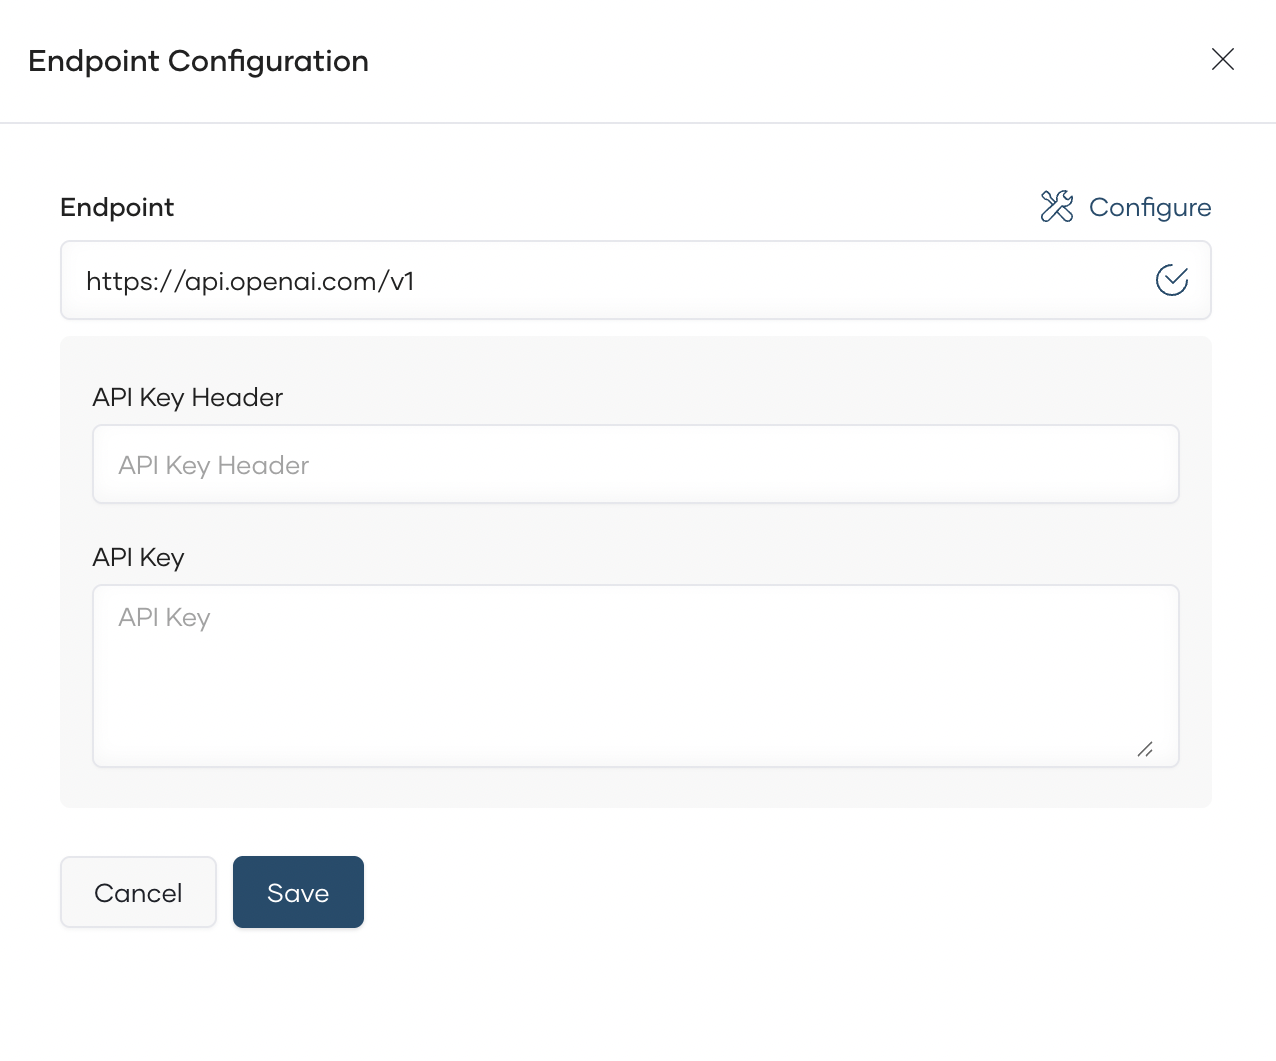 Endpoint Configuration
Endpoint
Configure
https://api.openai.com/v1
API Key Header
API Key Header
API Key
API Key
Cancel
Save